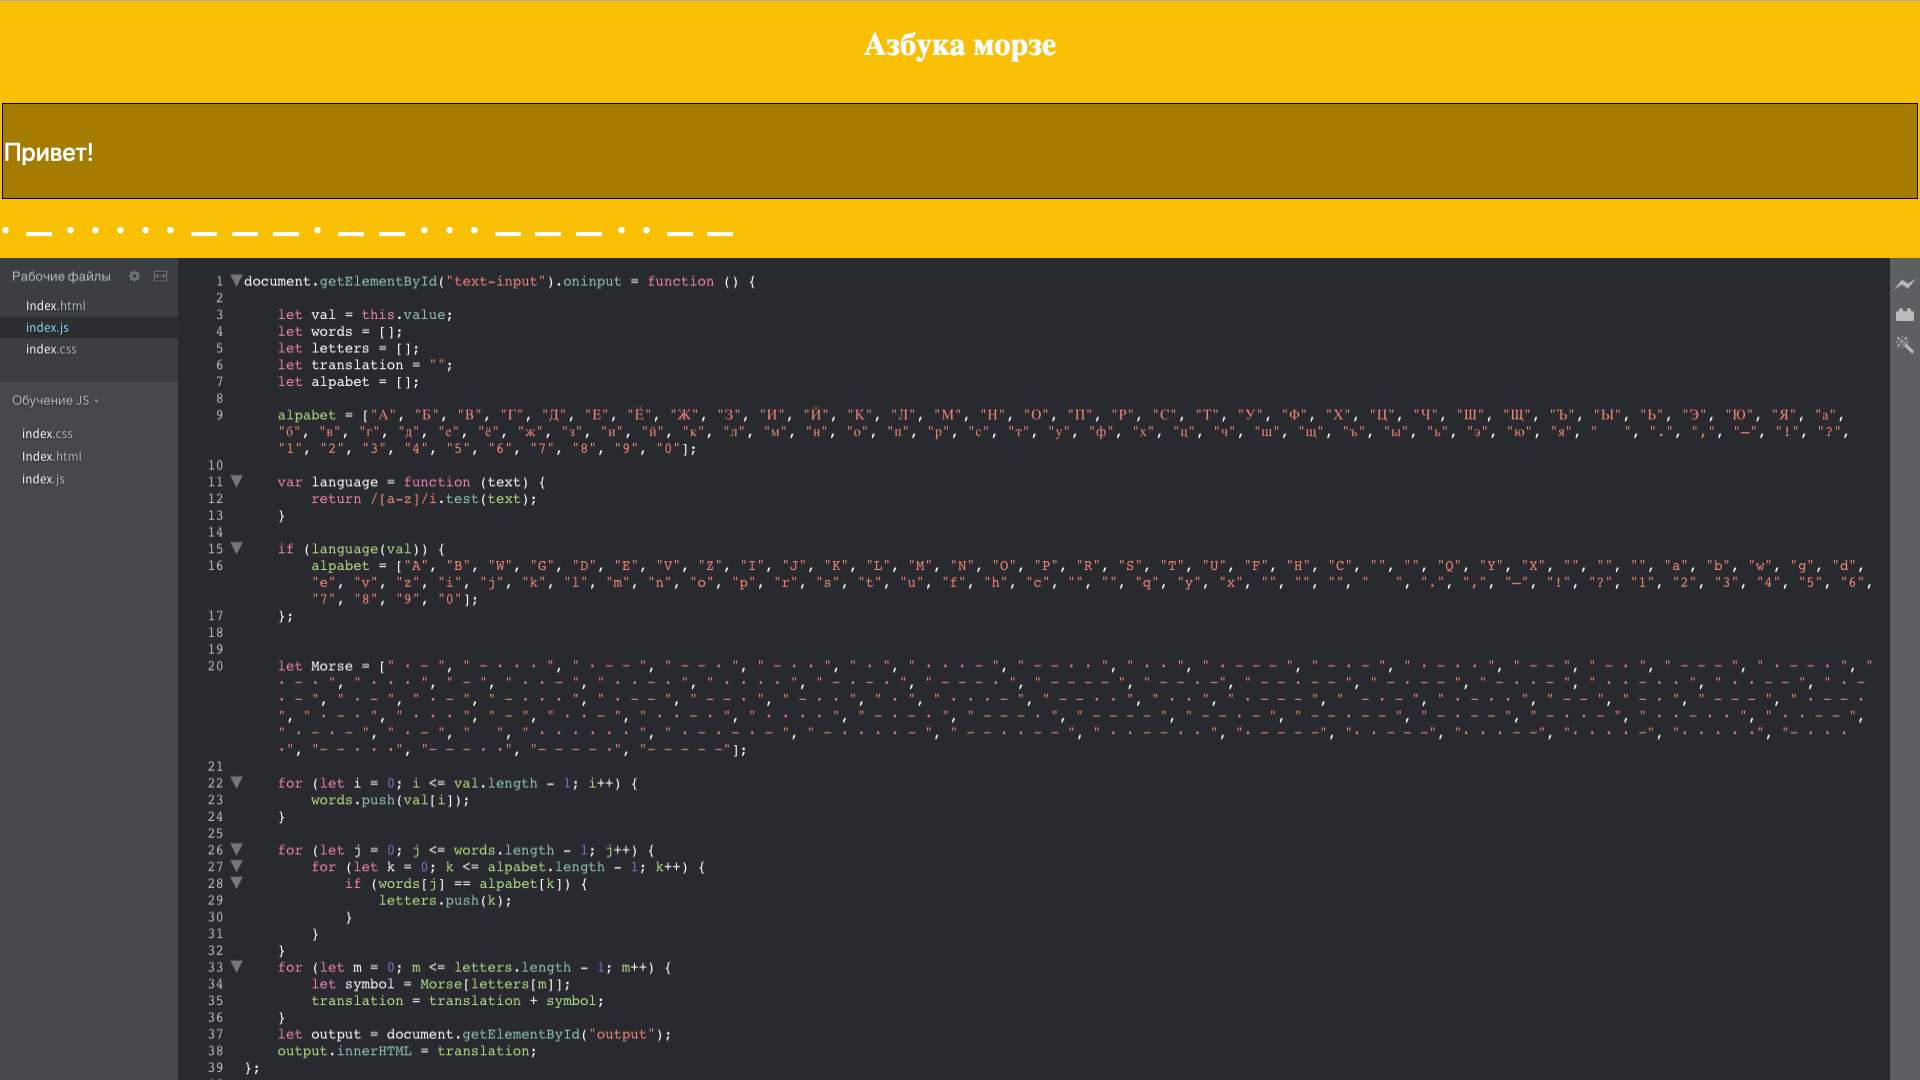 Азбука морзе
Привет!
· — · · · · · — — — · — — · · · — — — · · — —
Рабочие файлы
Index.html
index.js
index.css
Обучение JS
index.css
Index.html
index.js
1 document.getElementById("text-input").oninput = function () {
2
3 let val = this.value;
4 let words = [];
5 let letters = [];
6 let translation = "";
7 let alpabet = [];
8
9 alpabet = ["А", "Б", "В", "Г", "Д", "Е", "Ё", "Ж", "З", "И", "Й", "К", "Л", "М", "Н", "О", "П", "Р", "С", "Т", "У", "Ф", "Х", "Ц", "Ч", "Ш", "Щ", "Ъ", "Ы", "Ь", "Э", "Ю", "Я", "а",
"б", "в", "г", "д", "е", "ё", "ж", "з", "и", "й", "к", "л", "м", "н", "о", "п", "р", "с", "т", "у", "ф", "х", "ц", "ч", "ш", "щ", "ъ", "ы", "ь", "э", "ю", "я", "   ", ".", ",", "—", "!", "?",
"1", "2", "3", "4", "5", "6", "7", "8", "9", "0"];
10
11 var language = function (text) {
12 return /[a-z]/i.test(text);
13 }
14
15 if (language(val)) {
16 alpabet = ["A", "B", "W", "G", "D", "E", "V", "Z", "I", "J", "K", "L", "M", "N", "O", "P", "R", "S", "T", "U", "F", "H", "C", "", "", "Q", "Y", "X", "", "", "", "a", "b", "w", "g", "d",
"e", "v", "z", "i", "j", "k", "l", "m", "n", "o", "p", "r", "s", "t", "u", "f", "h", "c", "", "", "q", "y", "x", "", "", "", "   ", ".", ",", "—", "!", "?", "1", "2", "3", "4", "5", "6",
"7", "8", "9", "0"];
17 };
18
19
20 let Morse = [
21
22 for (let i = 0; i <= val.length - 1; i++) {
23 words.push(val[i]);
24 }
25
26 for (let j = 0; j <= words.length - 1; j++) {
27 for (let k = 0; k <= alpabet.length - 1; k++) {
28 if (words[j] == alpabet[k]) {
29 letters.push(k);
30 }
31 }
32 }
33 for (let m = 0; m <= letters.length - 1; m++) {
34 let symbol = Morse[letters[m]];
35 translation = translation + symbol;
36 }
37 let output = document.getElementById("output");
38 output.innerHTML = translation;
39 };